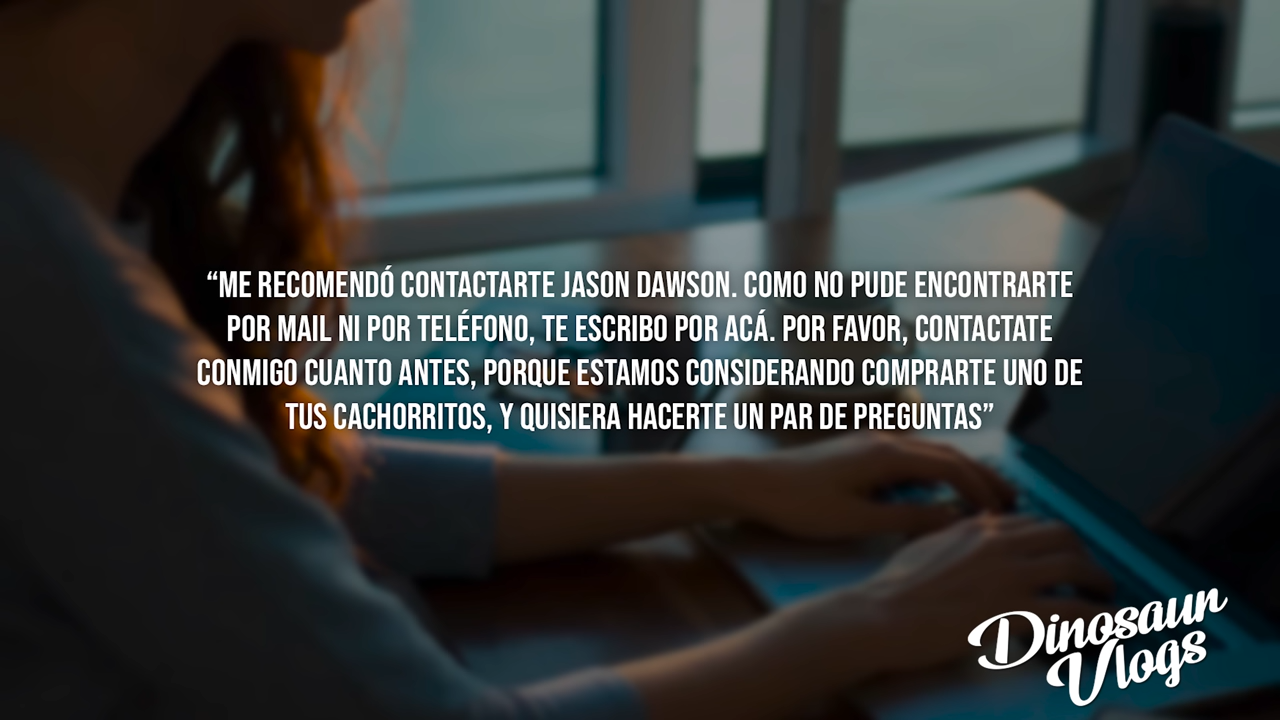 “ME RECOMENDÓ CONTACTARTE JASON DAWSON. COMO NO PUDE ENCONTRARTE
POR MAIL NI POR TELÉFONO, TE ESCRIBO POR ACÁ. POR FAVOR, CONTACTATE
CONMIGO CUANTO ANTES, PORQUE ESTAMOS CONSIDERANDO COMPRARTE UNO DE
TUS CACHORRITOS, Y QUISIERA HACERTE UN PAR DE PREGUNTAS”
Dinosaur
Vlogs